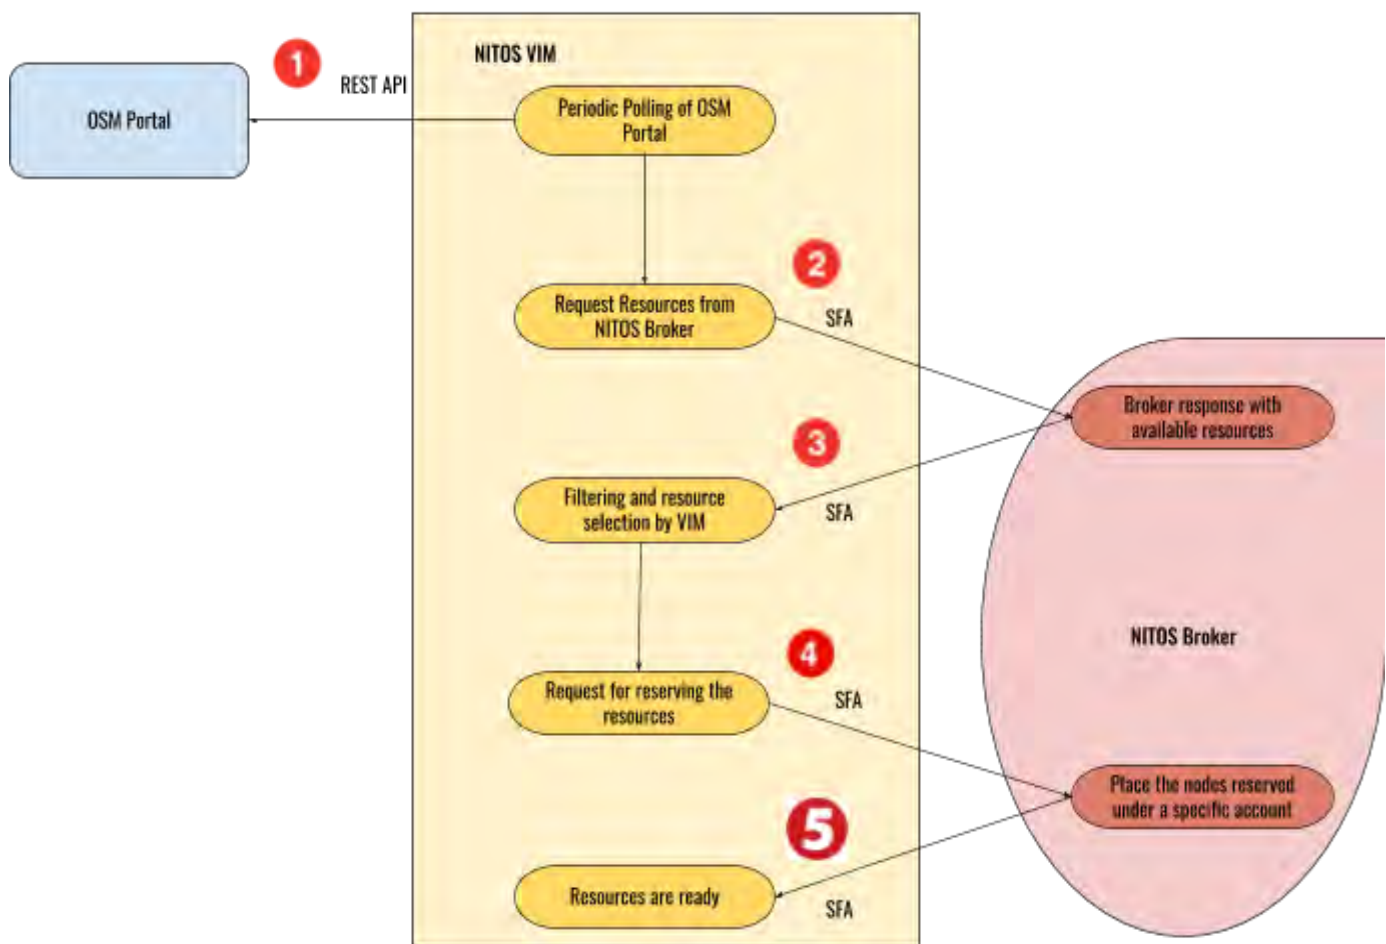 NITOS VIM
1
REST API
OSM Portal
Periodic Polling of OSM
Portal
2
Request Resources from
NITOS Broker
SFA
Broker response with
available resources
3
Filtering and resource
selection by VIM
SFA
NITOS Broker
4
Request for reserving the
resources
SFA
Place the nodes reserved
under a specific account
5
Resources are ready
SFA